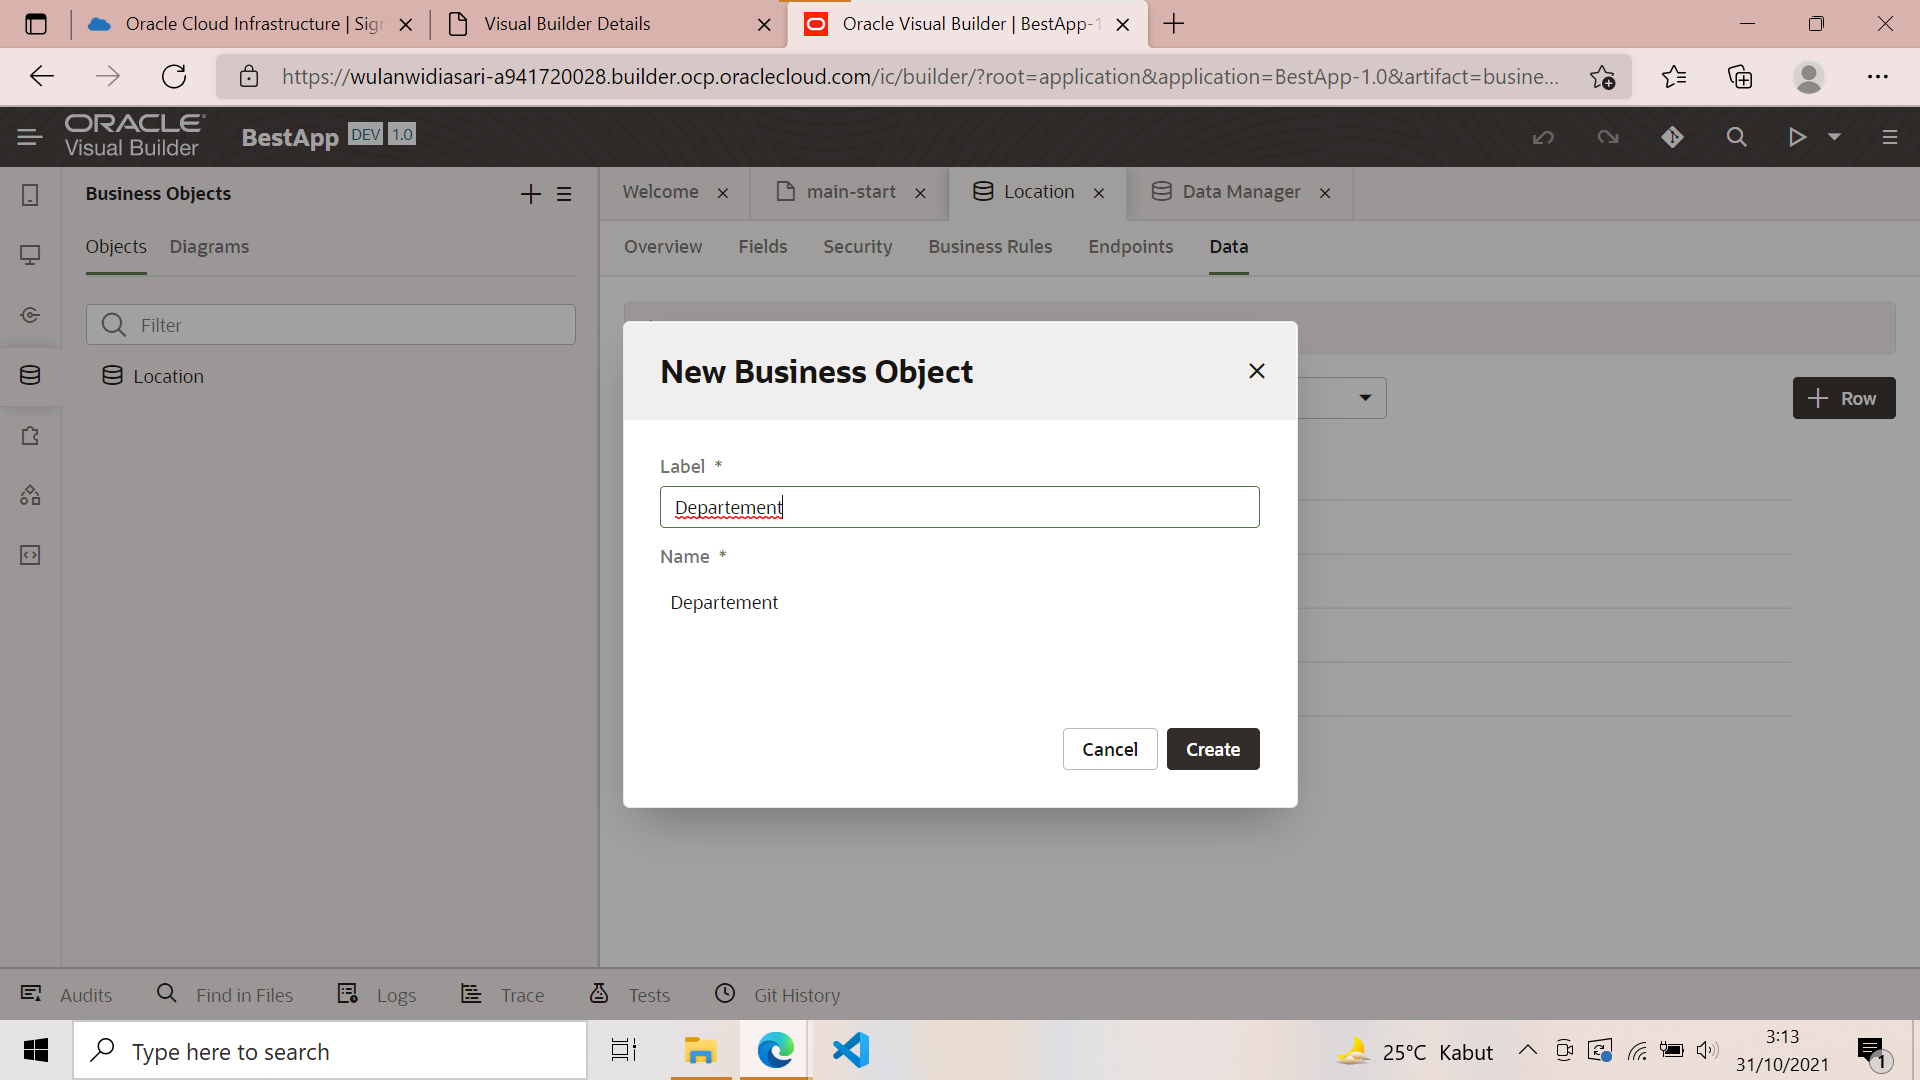 Oracle Cloud Infrastructure | Sign
Visual Builder Details
Oracle Visual Builder | BestApp-1
https://wulanwidiasari-a941720028.builder.ocp.oraclecloud.com/ic/builder/?root=application&application=BestApp-1.0&artifact=busine...
ORACLE
Visual Builder
BestApp DEV 1.0
Business Objects
Welcome
main-start
Location
Data Manager
Objects
Diagrams
Overview
Fields
Security
Business Rules
Endpoints
Data
Filter
Location
New Business Object
Row
Label *
Departement
Name *
Departement
Cancel
Create
Audits
Find in Files
Logs
Trace
Tests
Git History
Type here to search
25°C Kabut
3:13
31/10/2021
1